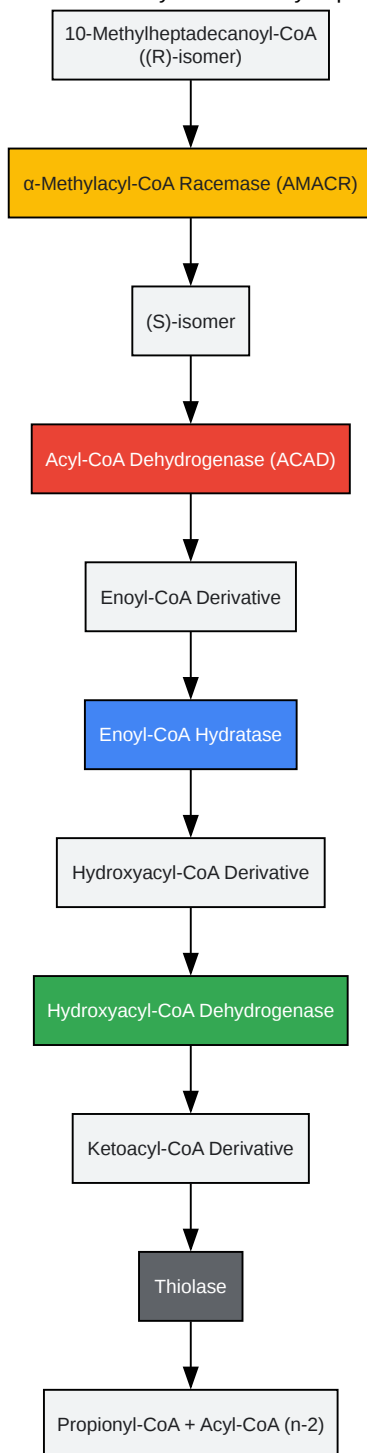 10-Methylheptadecanoyl-CoA
((R)-isomer)
α-Methylacyl-CoA Racemase (AMACR)
(S)-isomer
Acyl-CoA Dehydrogenase (ACAD)
Enoyl-CoA Derivative
Enoyl-CoA Hydratase
Hydroxyacyl-CoA Derivative
Hydroxyacyl-CoA Dehydrogenase
Ketoacyl-CoA Derivative
Thiolase
Propionyl-CoA + Acyl-CoA (n-2)